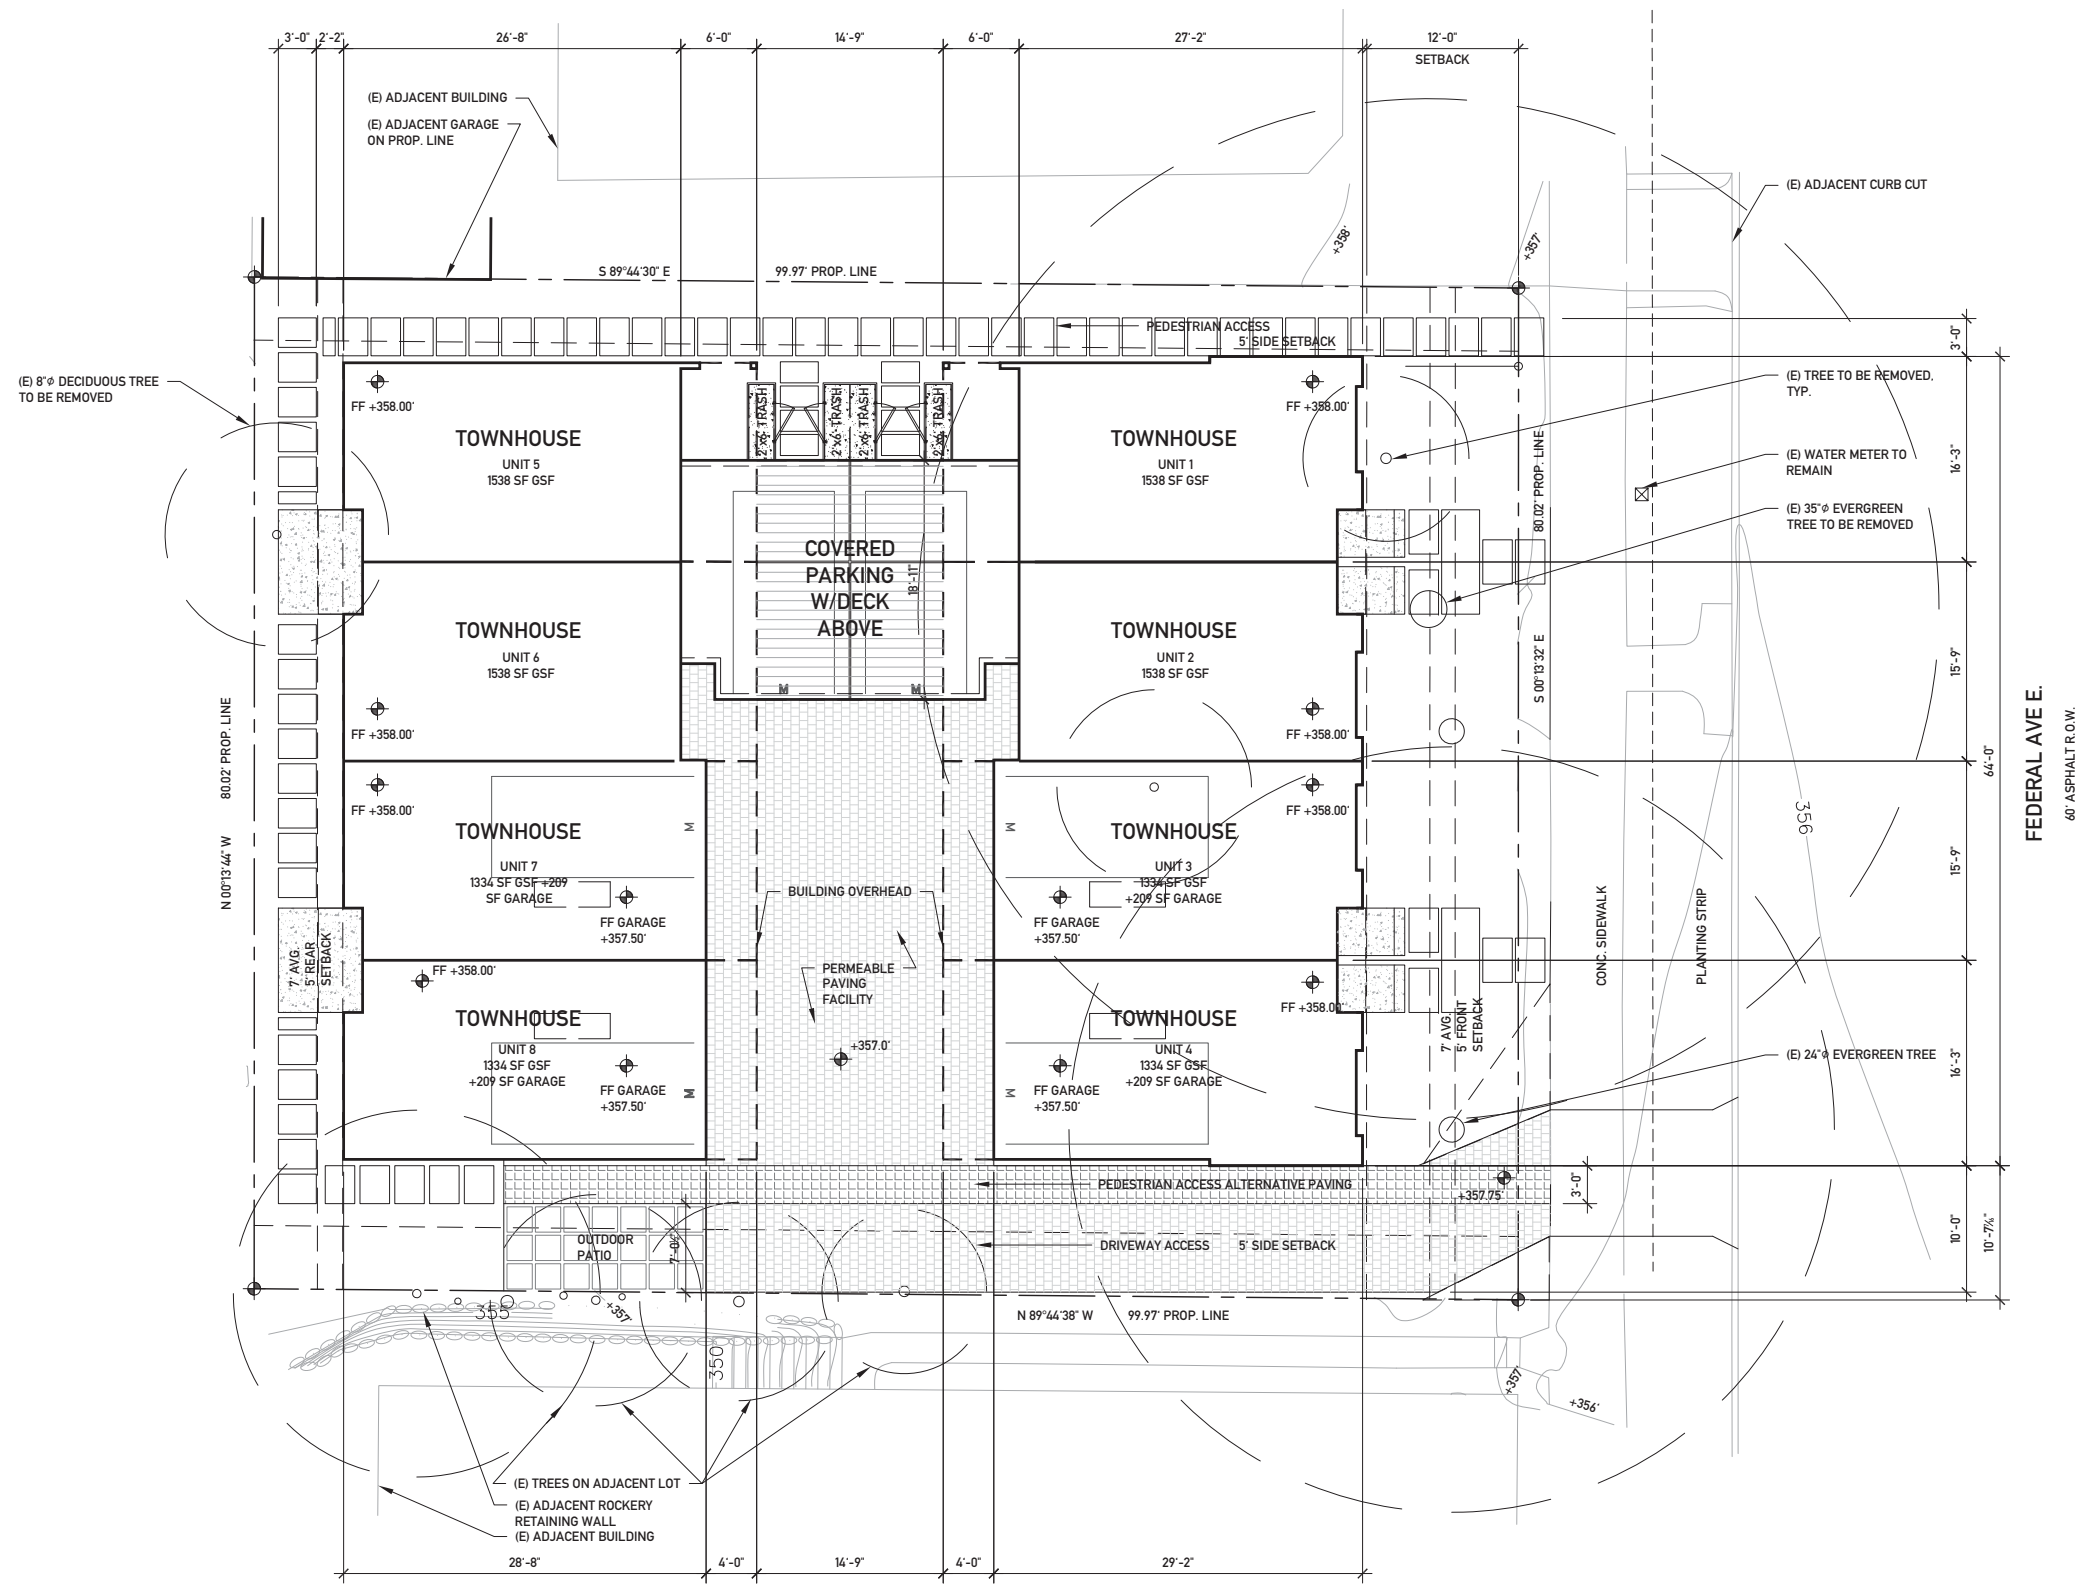 3'-0"
2'-2"
26'-8"
6'-0"
14'-9"
6'-0"
27'-2"
12'-0"
SETBACK
(E) ADJACENT BUILDING
(E) ADJACENT GARAGE
ON PROP. LINE
(E) ADJACENT CURB CUT
+358'
+357'
S 89°44'30" E
99.97' PROP. LINE
PEDESTRIAN ACCESS
5' SIDE SETBACK
3'-0"
(E) 8"ø DECIDUOUS TREE
TO BE REMOVED
(E) TREE TO BE REMOVED,
TYP.
FF +358.00'
TOWNHOUSE
UNIT 5
1538 SF GSF
2'x6' TRASH
2'x6' TRASH
2'x6' TRASH
2'x6' TRASH
FF +358.00'
TOWNHOUSE
UNIT 1
1538 SF GSF
80.02' PROP. LINE
S 00°13'32" E
(E) WATER METER TO
REMAIN
16'-3"
(E) 35"ø EVERGREEN
TREE TO BE REMOVED
COVERED
PARKING
W/DECK
ABOVE
18'-11"
TOWNHOUSE
UNIT 6
1538 SF GSF
TOWNHOUSE
UNIT 2
1538 SF GSF
15'-9"
M
M
FF +358.00'
FF +358.00'
N 00°13'44" W
80.02' PROP. LINE
64'-0"
FEDERAL AVE E.
60' ASPHALT R.O.W.
FF +358.00'
FF +358.00'
356
TOWNHOUSE
UNIT 7
1334 SF GSF +209
SF GARAGE
M
M
TOWNHOUSE
UNIT 3
1334 SF GSF
+209 SF GARAGE
15'-9"
BUILDING OVERHEAD
FF GARAGE
+357.50'
FF GARAGE
+357.50'
CONC. SIDEWALK
PLANTING STRIP
7' AVG.
5' REAR
SETBACK
FF +358.00'
PERMEABLE
PAVING
FACILITY
FF +358.00'
TOWNHOUSE
UNIT 8
1334 SF GSF
+209 SF GARAGE
+357.0'
TOWNHOUSE
UNIT 4
1334 SF GSF
+209 SF GARAGE
7' AVG.
5' FRONT
SETBACK
(E) 24"ø EVERGREEN TREE
16'-3"
FF GARAGE
+357.50'
M
FF GARAGE
+357.50'
M
PEDESTRIAN ACCESS ALTERNATIVE PAVING
+357.75'
3'-0"
OUTDOOR
PATIO
DRIVEWAY ACCESS
5' SIDE SETBACK
10'-0"
10'-7⅞"
355
+357'
N 89°44'38" W
99.97' PROP. LINE
350
+357'
+356'
(E) TREES ON ADJACENT LOT
(E) ADJACENT ROCKERY
RETAINING WALL
(E) ADJACENT BUILDING
28'-8"
4'-0"
14'-9"
4'-0"
29'-2"